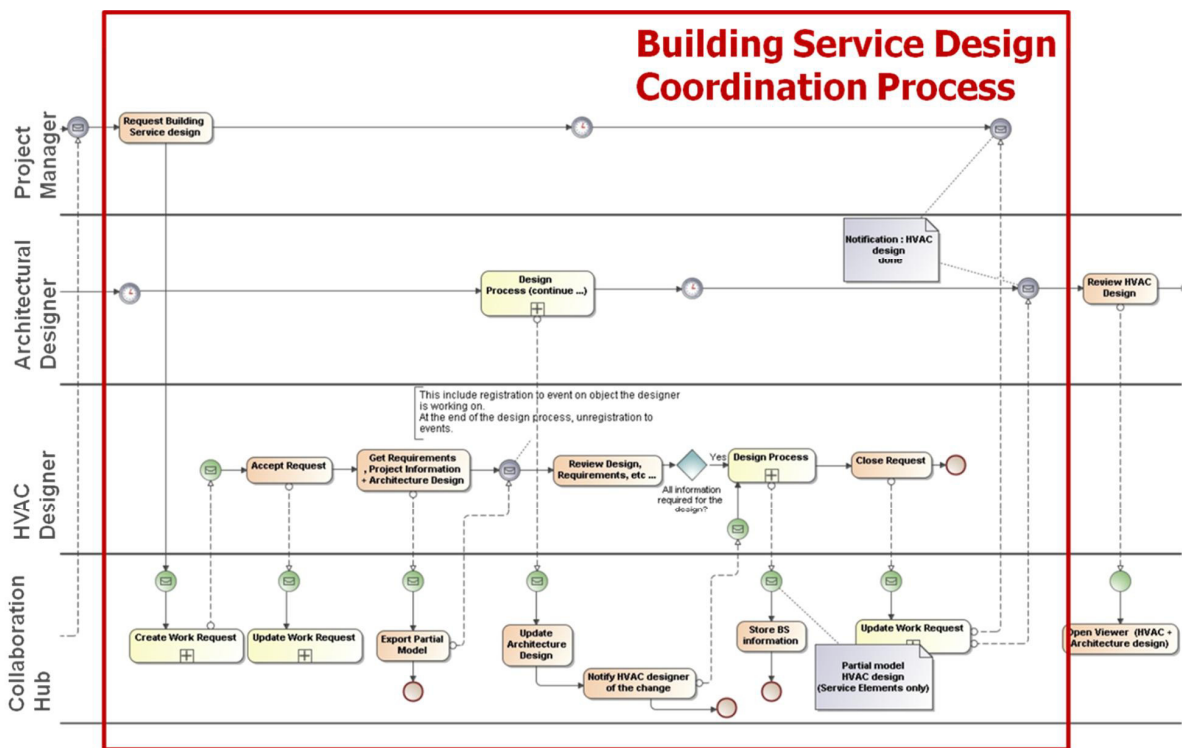 Building Service Design
Coordination Process
Project
Manager
Request Building
Service design
Architectural
Designer
Design
Process (continue ...)
Notification : HVAC
design
done
Review HVAC
Design
HVAC
Designer
This include registration to event on object the designer
is working on.
At the end of the design process, unregistration to
events.
Accept Request
Get Requirements
, Project Information
+ Architecture Design
Review Design,
Requirements, etc ...
Yes
All information
required for the
design?
Design Process
Close Request
Collaboration
Hub
Create Work Request
Update Work Request
Export Partial
Model
Update
Architecture
Design
Notify HVAC designer
of the change
Store BS
information
Update Work Request
Partial model
HVAC design
(Service Elements only)
Open Viewer (HVAC +
Architecture design)